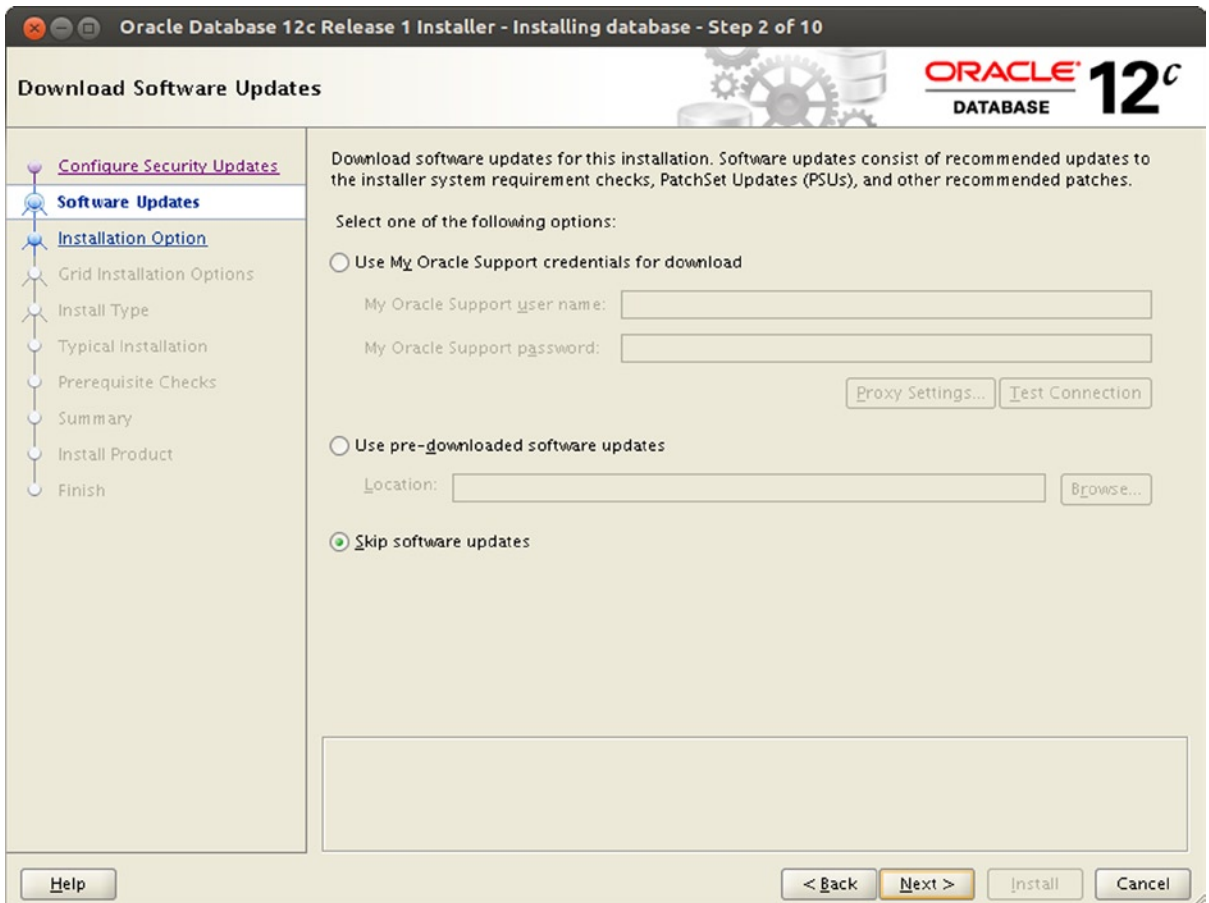 Oracle Database 12c Release 1 Installer - Installing database - Step 2 of 10
Download Software Updates
ORACLE DATABASE 12c
Configure Security Updates
Software Updates
Installation Option
Grid Installation Options
Install Type
Typical Installation
Prerequisite Checks
Summary
Install Product
Finish
Download software updates for this installation. Software updates consist of recommended updates to
the installer system requirement checks, PatchSet Updates (PSUs), and other recommended patches.
Select one of the following options:
Use My Oracle Support credentials for download
My Oracle Support user name:
My Oracle Support password:
Proxy Settings... Test Connection
Use pre-downloaded software updates
Location: Browse...
Skip software updates
Help < Back Next > Install Cancel